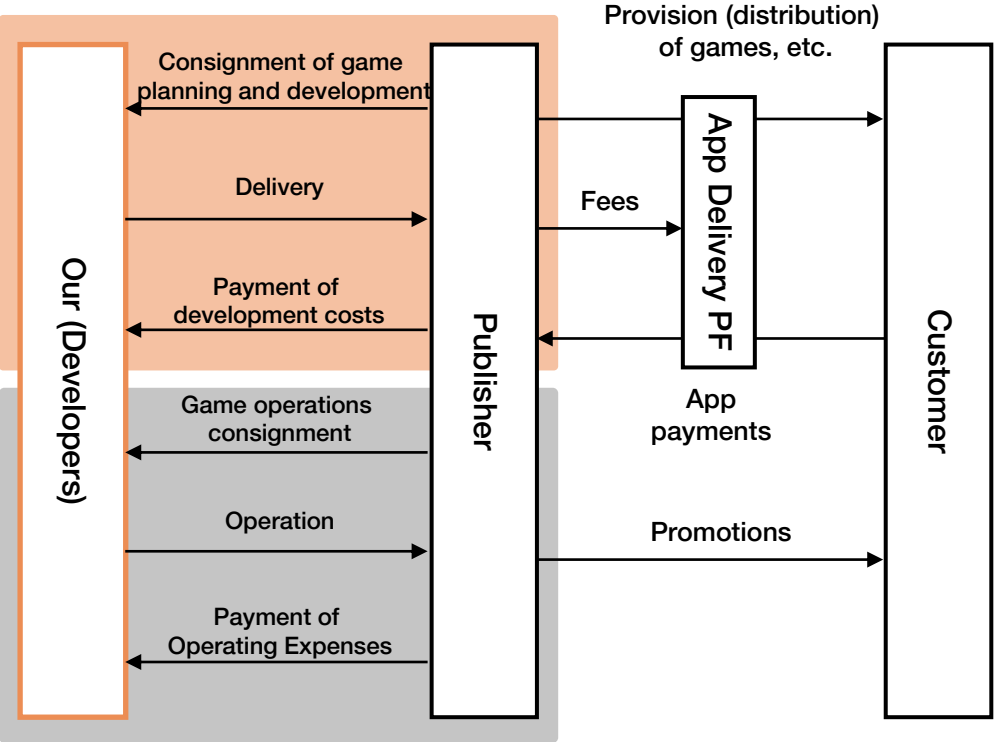 Provision (distribution)
of games, etc.
Consignment of game
planning and development
Delivery
Payment of
development costs
Game operations
consignment
Operation
Payment of
Operating Expenses
Our (Developers)
Publisher
Fees
App Delivery PF
App
payments
Promotions
Customer